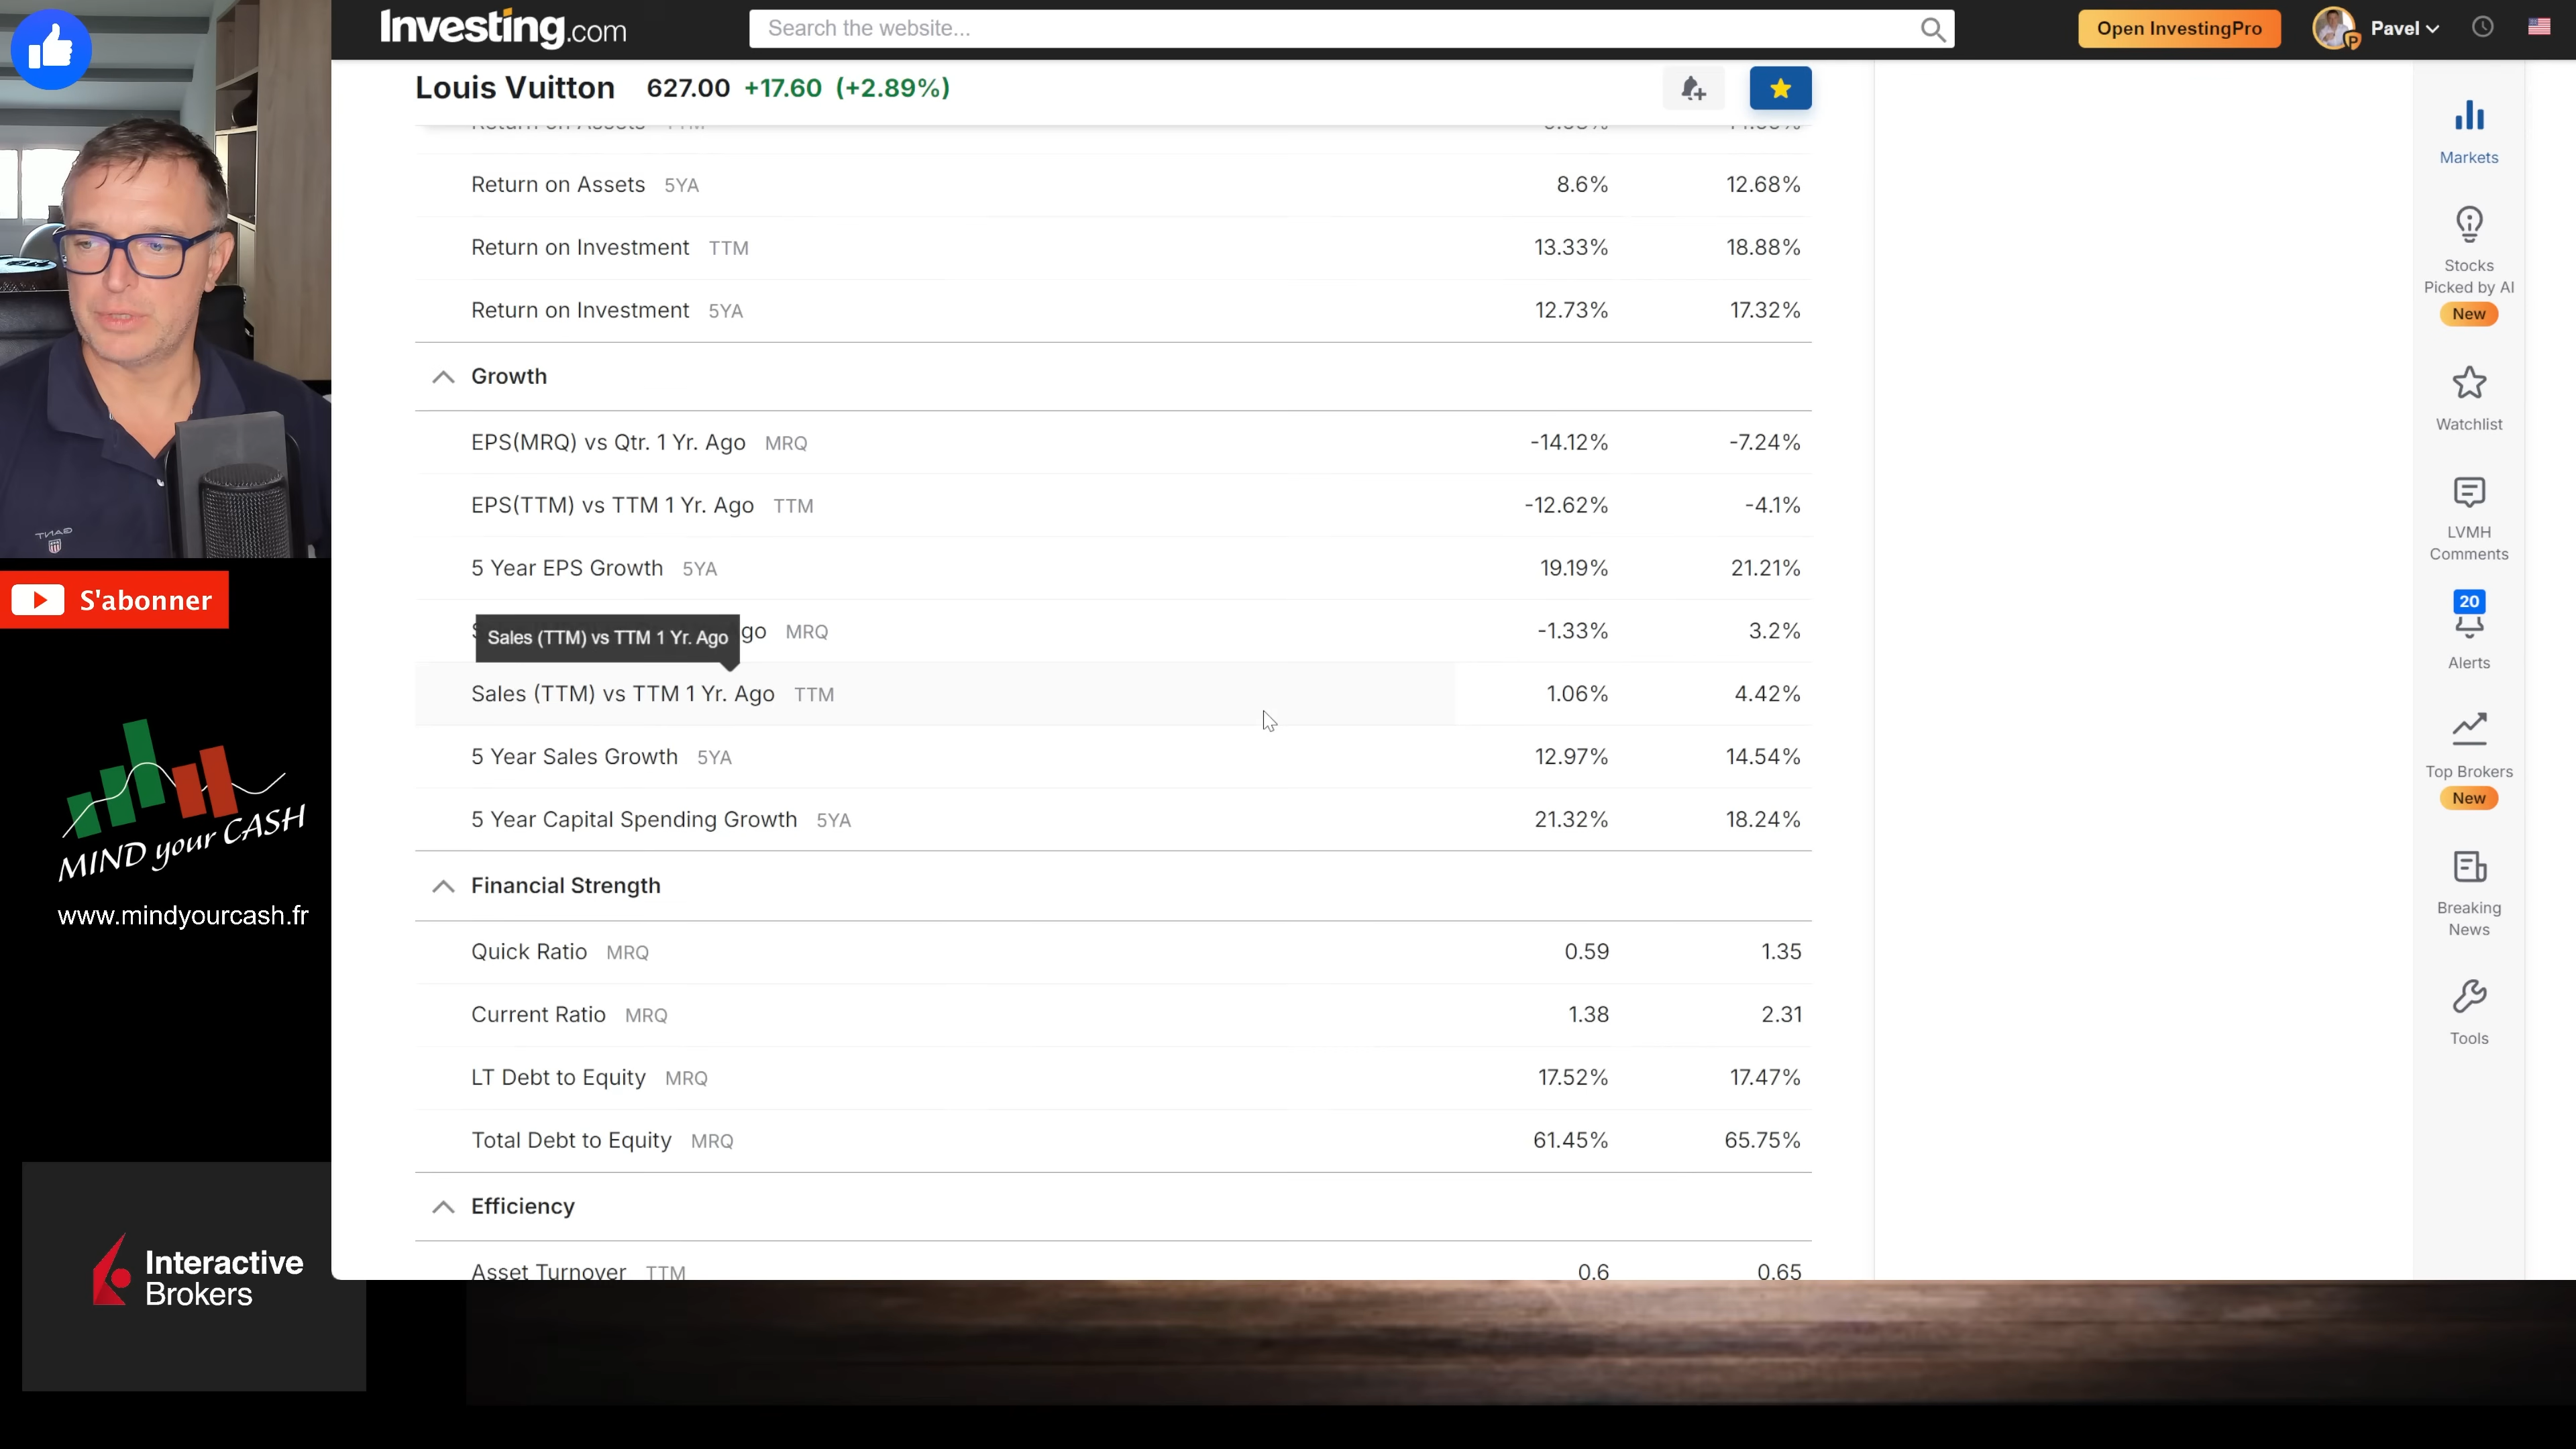 Investing.com
Search the website...
Open InvestingPro
Pavel
Louis Vuitton 627.00 +17.60 (+2.89%)
Return on Assets 5YA 8.6% 12.68%
Return on Investment TTM 13.33% 18.88%
Return on Investment 5YA 12.73% 17.32%
Growth
EPS(MRQ) vs Qtr. 1 Yr. Ago MRQ -14.12% -7.24%
EPS(TTM) vs TTM 1 Yr. Ago TTM -12.62% -4.1%
5 Year EPS Growth 5YA 19.19% 21.21%
Sales (TTM) vs TTM 1 Yr. Ago
go MRQ -1.33% 3.2%
Sales (TTM) vs TTM 1 Yr. Ago TTM 1.06% 4.42%
5 Year Sales Growth 5YA 12.97% 14.54%
5 Year Capital Spending Growth 5YA 21.32% 18.24%
Financial Strength
Quick Ratio MRQ 0.59 1.35
Current Ratio MRQ 1.38 2.31
LT Debt to Equity MRQ 17.52% 17.47%
Total Debt to Equity MRQ 61.45% 65.75%
Efficiency
Asset Turnover TTM 0.6 0.65
Markets
Stocks
Picked by AI
New
Watchlist
LVMH
Comments
20
Alerts
Top Brokers
New
Breaking
News
Tools
S'abonner
MIND your CASH
www.mindyourcash.fr
Interactive
Brokers